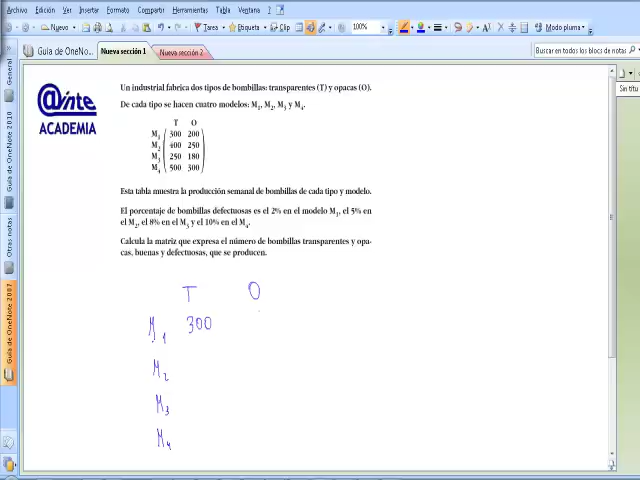 Archivo Edición Ver Insertar Formato Compartir Herramientas Tabla Ventana ?
Nuevo Tarea Etiqueta Clip 100% Modo pluma
Guía de OneNo... Nueva sección 1 Nueva sección 2 Buscar en todos los blocs de notas
Sin títu
General
Guía de OneNote 2010
Otras notas
Guía de OneNote 2007
@inte
ACADEMIA
Un industrial fabrica dos tipos de bombillas: transparentes (T) y opacas (O).
De cada tipo se hacen cuatro modelos: M1, M2, M3 y M4.
T O
M1 300 200
M2 400 250
M3 250 180
M4 500 300
Esta tabla muestra la producción semanal de bombillas de cada tipo y modelo.
El porcentaje de bombillas defectuosas es el 2% en el modelo M1, el 5% en
el M2, el 8% en el M3 y el 10% en el M4.
Calcula la matriz que expresa el número de bombillas transparentes y opa-
cas, buenas y defectuosas, que se producen.
T O
M1 300
M2
M3
M4